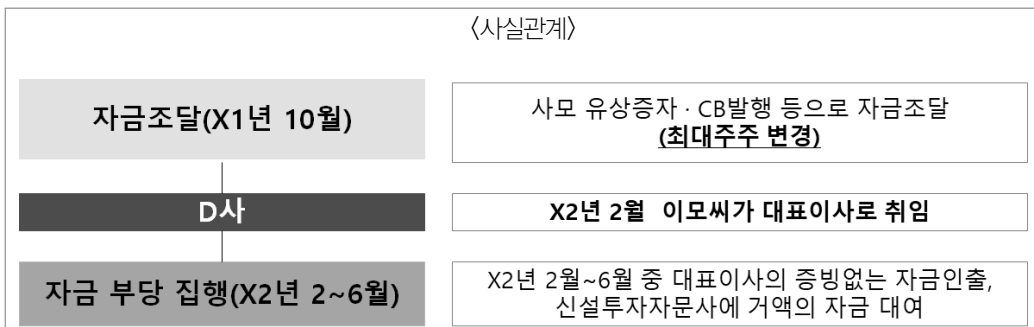 〈사실관계〉
자금조달(X1년 10월)
사모 유상증자 · CB발행 등으로 자금조달
(최대주주 변경)
D사
X2년 2월 이모씨가 대표이사로 취임
자금 부당 집행(X2년 2~6월)
X2년 2월~6월 중 대표이사의 증빙없는 자금인출,
신설투자자문사에 거액의 자금 대여